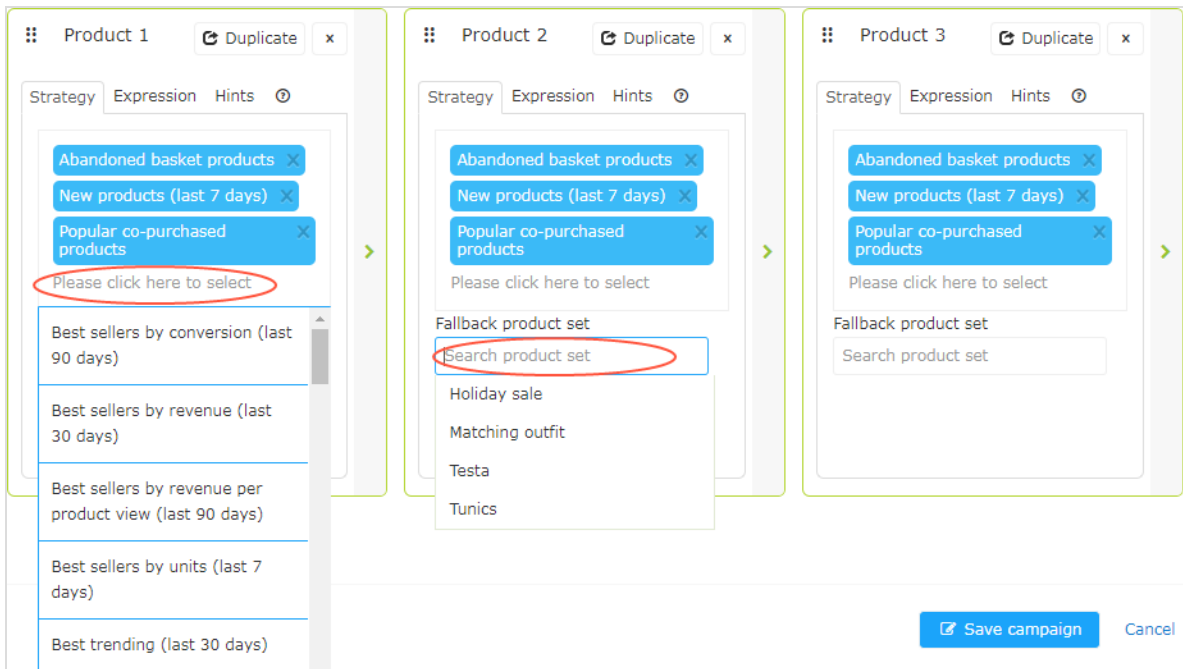 Product 1
Duplicate
x
Strategy
Expression
Hints
Abandoned basket products X
New products (last 7 days) X
Popular co-purchased X
products
Please click here to select
Best sellers by conversion (last
90 days)
Best sellers by revenue (last
30 days)
Best sellers by revenue per
product view (last 90 days)
Best sellers by units (last 7
days)
Best trending (last 30 days)
Product 2
Duplicate
x
Strategy
Expression
Hints
Abandoned basket products X
New products (last 7 days) X
Popular co-purchased X
products
Please click here to select
Fallback product set
Search product set
Holiday sale
Matching outfit
Testa
Tunics
Product 3
Duplicate
x
Strategy
Expression
Hints
Abandoned basket products X
New products (last 7 days) X
Popular co-purchased X
products
Please click here to select
Fallback product set
Search product set
Save campaign
Cancel